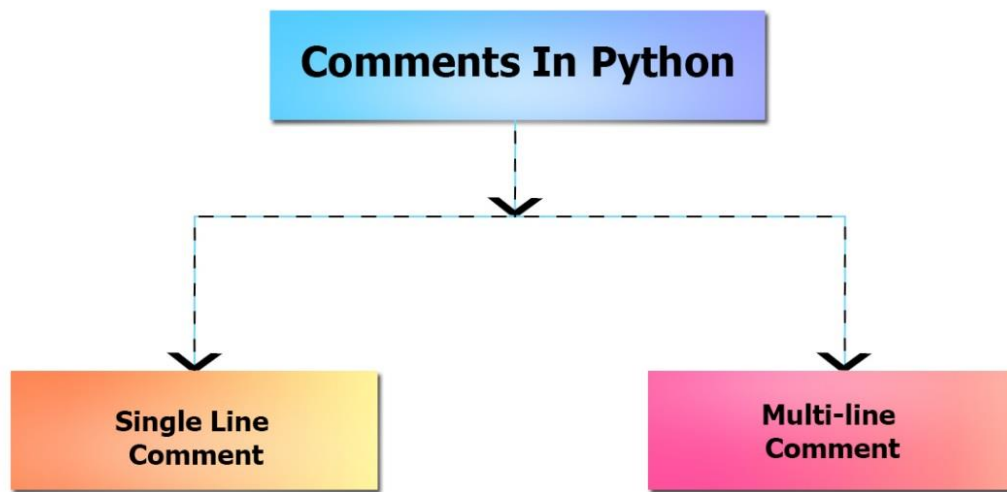 Comments In Python
Single Line
Comment
Multi-line
Comment